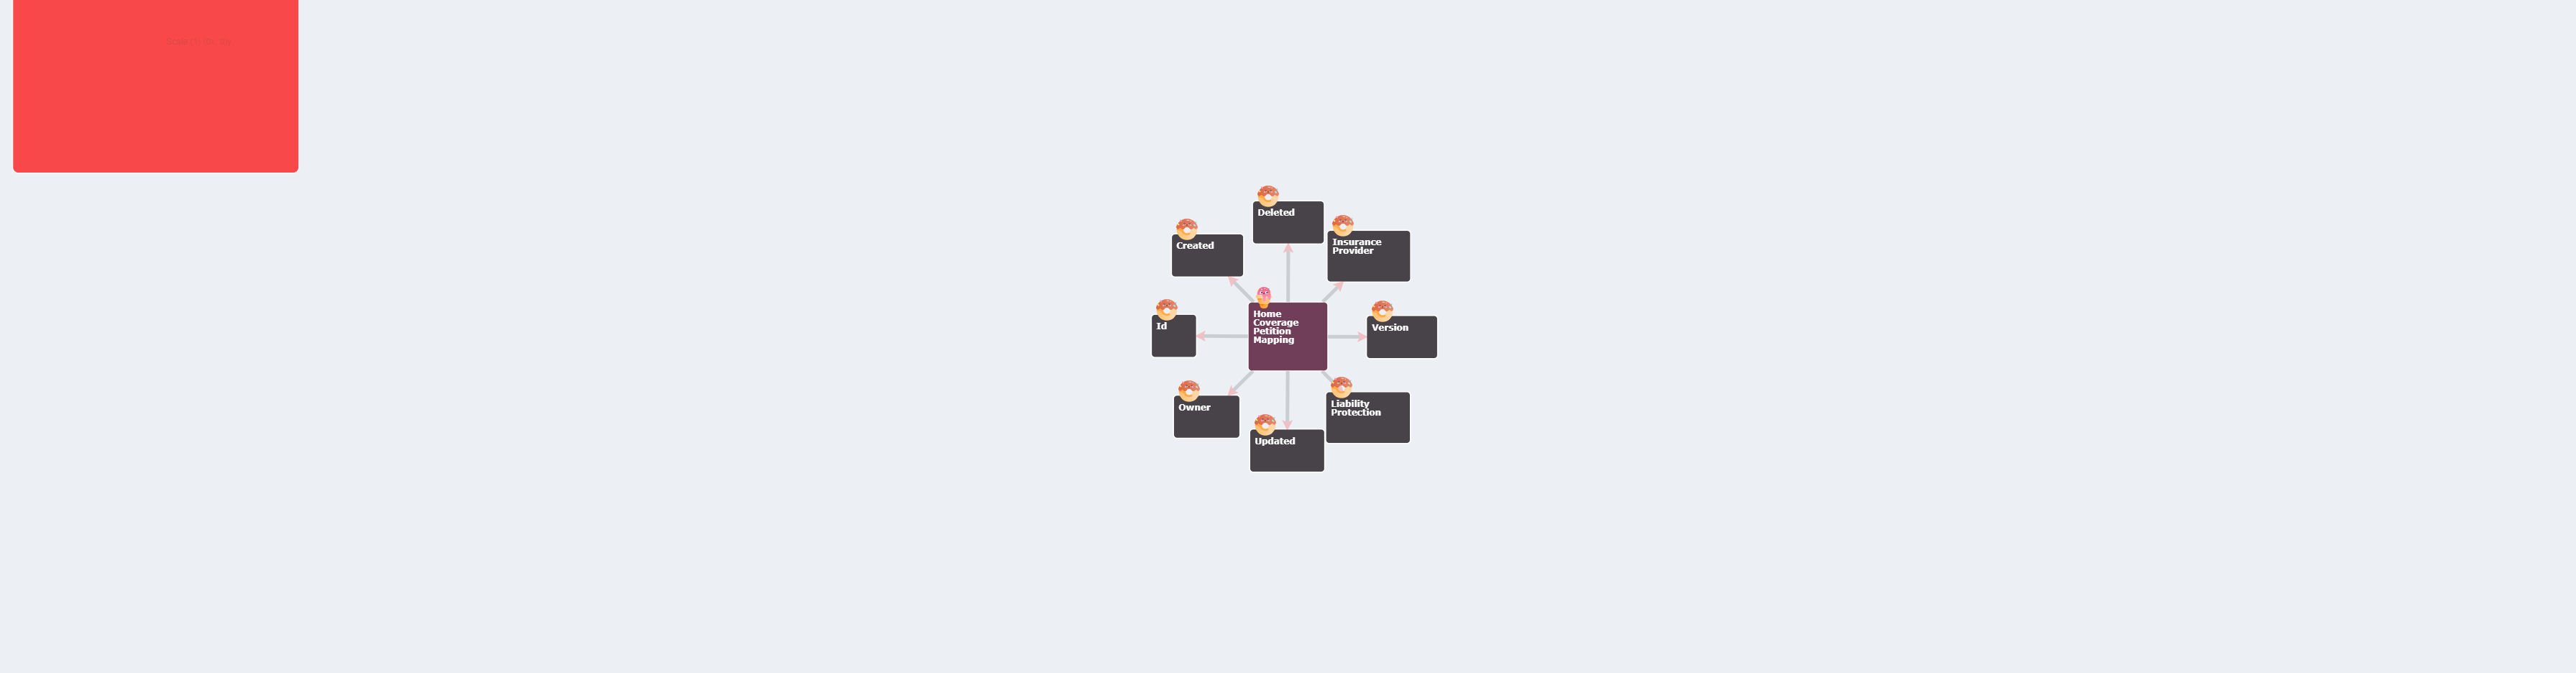 Deleted
Insurance
Provider
Created
Home
Coverage
Petition
Mapping
Id
Version
Liability
Protection
Owner
Updated